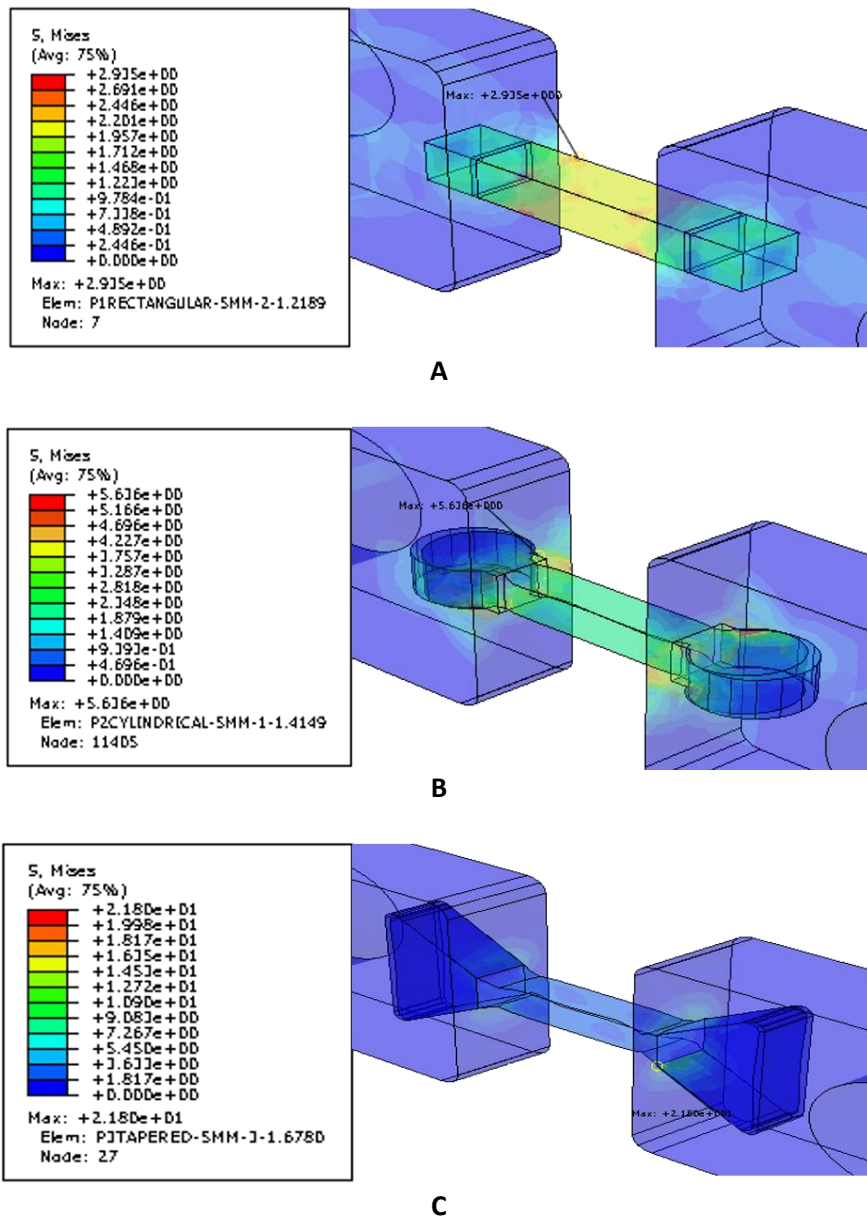 S, Mises
(Avg: 75%)
+2.935e+00
+2.691e+00
+2.446e+00
+2.201e+00
+1.957e+00
+1.712e+00
+1.468e+00
+1.223e+00
+9.784e-01
+7.338e-01
+4.892e-01
+2.446e-01
+0.000e+00
Max: +2.935e+00
Elem: P1RECTANGULAR-5MM-2-1.2189
Node: 7
Max: +2.935e+000
A
S, Mises
(Avg: 75%)
+5.636e+00
+5.166e+00
+4.696e+00
+4.227e+00
+3.757e+00
+3.287e+00
+2.818e+00
+2.348e+00
+1.879e+00
+1.409e+00
+9.393e-01
+4.696e-01
+0.000e+00
Max: +5.636e+00
Elem: P2CYLINDRICAL-5MM-1-1.4149
Node: 11405
Max: +5.636e+000
B
S, Mises
(Avg: 75%)
+2.180e+01
+1.998e+01
+1.817e+01
+1.635e+01
+1.453e+01
+1.272e+01
+1.090e+01
+9.083e+00
+7.267e+00
+5.450e+00
+3.633e+00
+1.817e+00
+0.000e+00
Max: +2.180e+01
Elem: P3TAPERED-5MM-3-1.6780
Node: 27
Max: +2.180e+001
C